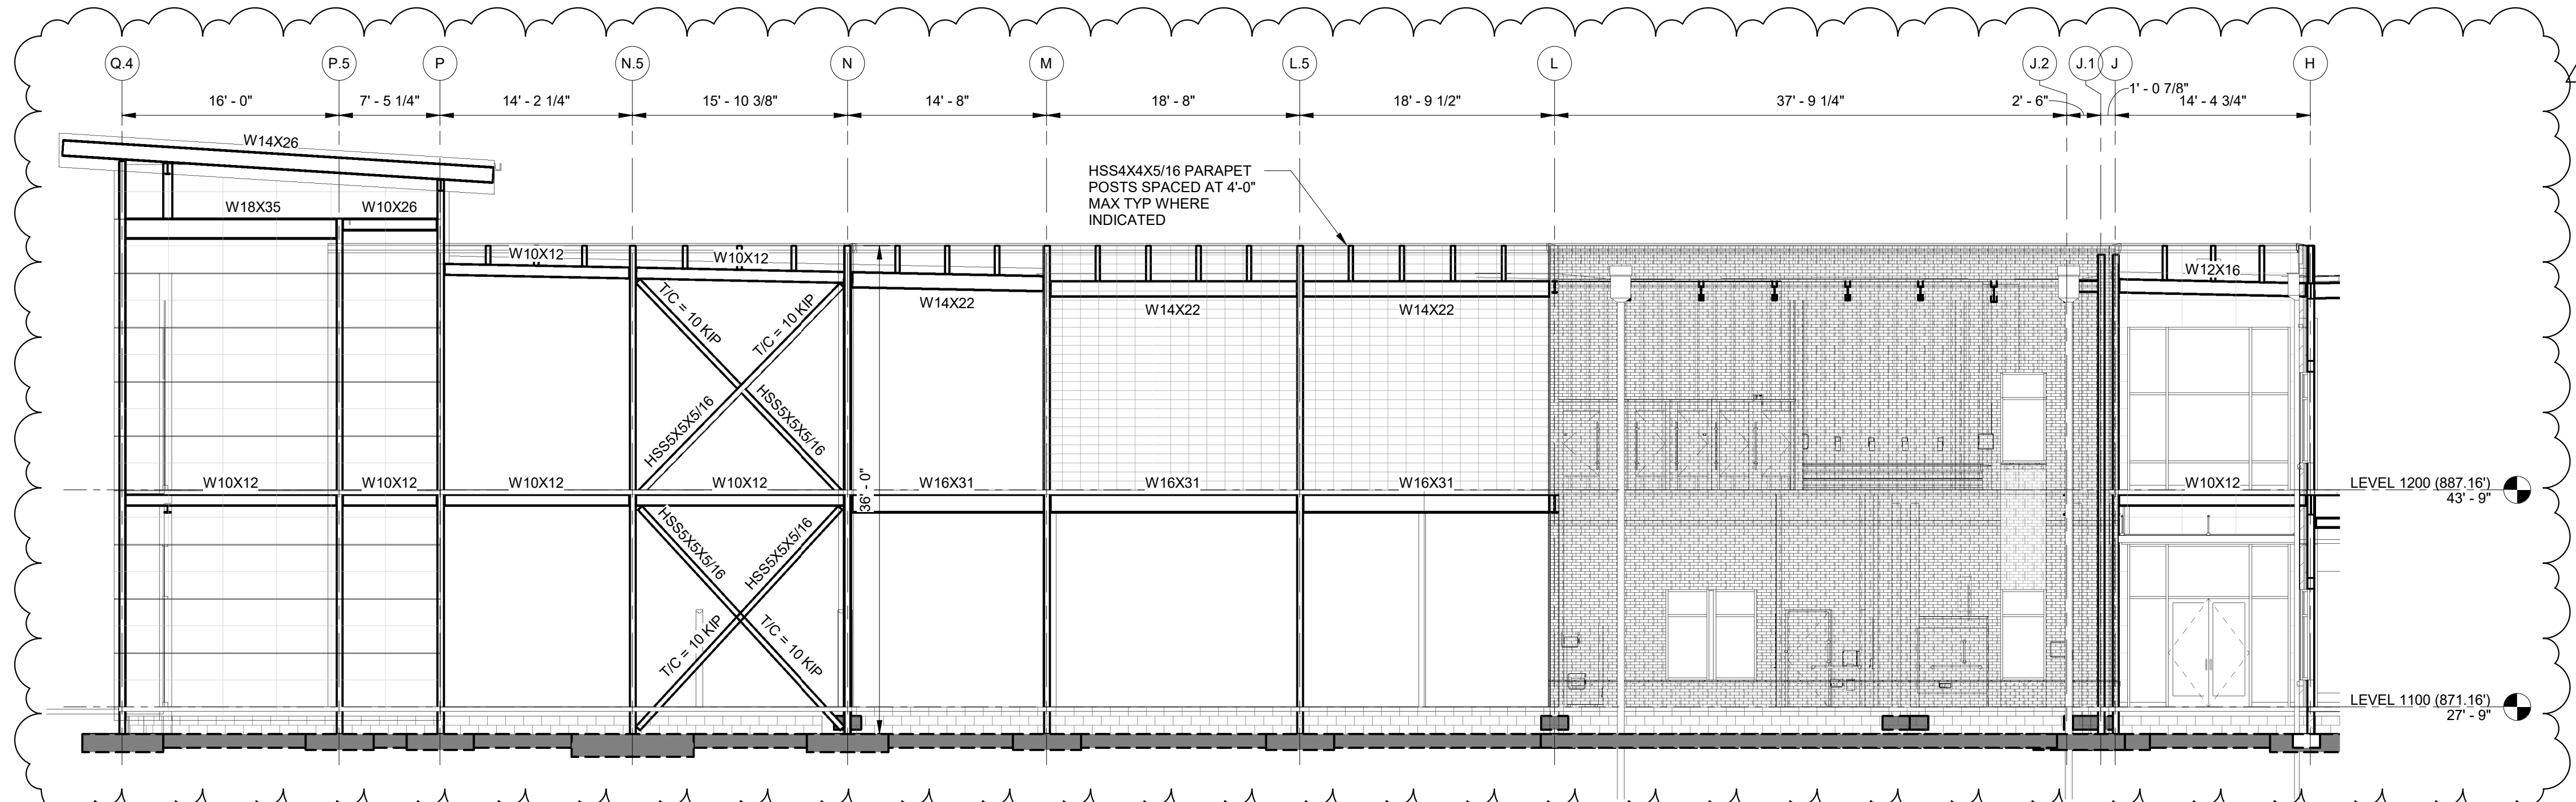 Q.4
P.5
P
N.5
N
M
L.5
L
J.2
J.1
J
H
16' - 0"
7' - 5 1/4"
14' - 2 1/4"
15' - 10 3/8"
14' - 8"
18' - 8"
18' - 9 1/2"
37' - 9 1/4"
2' - 6"
1' - 0 7/8"
14' - 4 3/4"
W14X26
HSS4X4X5/16 PARAPET
POSTS SPACED AT 4'-0"
MAX TYP WHERE
INDICATED
W18X35
W10X26
W10X12
W10X12
W14X22
W14X22
W14X22
W12X16
T/C = 10 KIP
T/C = 10 KIP
HSS5X5X5/16
HSS5X5X5/16
36' - 0"
W10X12
W10X12
W10X12
W10X12
W16X31
W16X31
W16X31
W10X12
LEVEL 1200 (887.16')
43' - 9"
HSS5X5X5/16
HSS5X5X5/16
T/C = 10 KIP
T/C = 10 KIP
LEVEL 1100 (871.16')
27' - 9"